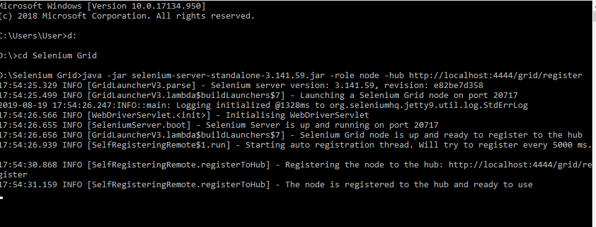 Microsoft Windows [Version 10.0.17134.950]
(c) 2018 Microsoft Corporation. All rights reserved.
C:\Users\User>d:
D:\>cd Selenium Grid
D:\Selenium Grid>java -jar selenium-server-standalone-3.141.59.jar -role node -hub http://localhost:4444/grid/register
17:54:25.329 INFO [GridLauncherV3.parse] - Selenium server version: 3.141.59, revision: e82be7d358
17:54:25.499 INFO [GridLauncherV3.lambda$buildLaunchers$7] - Launching a Selenium Grid node on port 20717
2019-08-19 17:54:26.247:INFO::main: Logging initialized @1328ms to org.seleniumhq.jetty9.util.log.StdErrLog
17:54:26.566 INFO [WebDriverServlet.<init>] - Initialising WebDriverServlet
17:54:26.655 INFO [SeleniumServer.boot] - Selenium Server is up and running on port 20717
17:54:26.656 INFO [GridLauncherV3.lambda$buildLaunchers$7] - Selenium Grid node is up and ready to register to the hub
17:54:26.939 INFO [SelfRegisteringRemote$1.run] - Starting auto registration thread. Will try to register every 5000 ms.
17:54:30.868 INFO [SelfRegisteringRemote.registerToHub] - Registering the node to the hub: http://localhost:4444/grid/re
gister
17:54:31.159 INFO [SelfRegisteringRemote.registerToHub] - The node is registered to the hub and ready to use